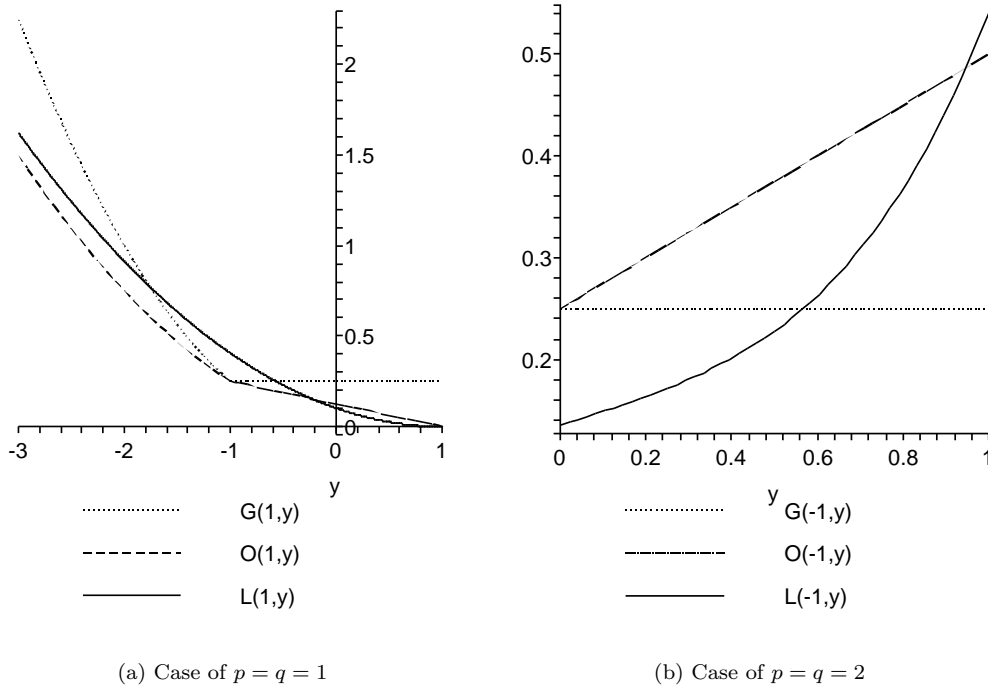 2
1.5
1
0.5
0
-3 -2 -1 0 1
y
G(1,y)
O(1,y)
L(1,y)
(a) Case of p = q = 1
0.5
0.4
0.3
0.2
0 0.2 0.4 0.6 0.8 1
y
G(-1,y)
O(-1,y)
L(-1,y)
(b) Case of p = q = 2